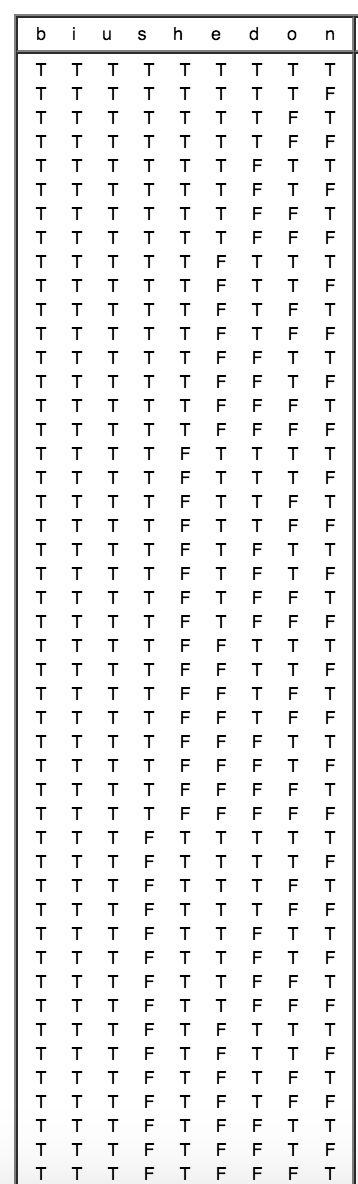 b i u s h e d o n
T T T T T T T T T
T T T T T T T T F
T T T T T T T F T
T T T T T T T F F
T T T T T T F T T
T T T T T T F T F
T T T T T T F F T
T T T T T T F F F
T T T T T F T T T
T T T T T F T T F
T T T T T F T F T
T T T T T F T F F
T T T T T F F T T
T T T T T F F T F
T T T T T F F F T
T T T T T F F F F
T T T T F T T T T
T T T T F T T T F
T T T T F T T F T
T T T T F T T F F
T T T T F T F T T
T T T T F T F T F
T T T T F T F F T
T T T T F T F F F
T T T T F F T T T
T T T T F F T T F
T T T T F F T F T
T T T T F F T F F
T T T T F F F T T
T T T T F F F T F
T T T T F F F F T
T T T T F F F F F
T T T F T T T T T
T T T F T T T T F
T T T F T T T F T
T T T F T T T F F
T T T F T T F T T
T T T F T T F T F
T T T F T T F F T
T T T F T T F F F
T T T F T F T T T
T T T F T F T T F
T T T F T F T F T
T T T F T F T F F
T T T F T F F T T
T T T F T F F T F
T T T F T F F F T